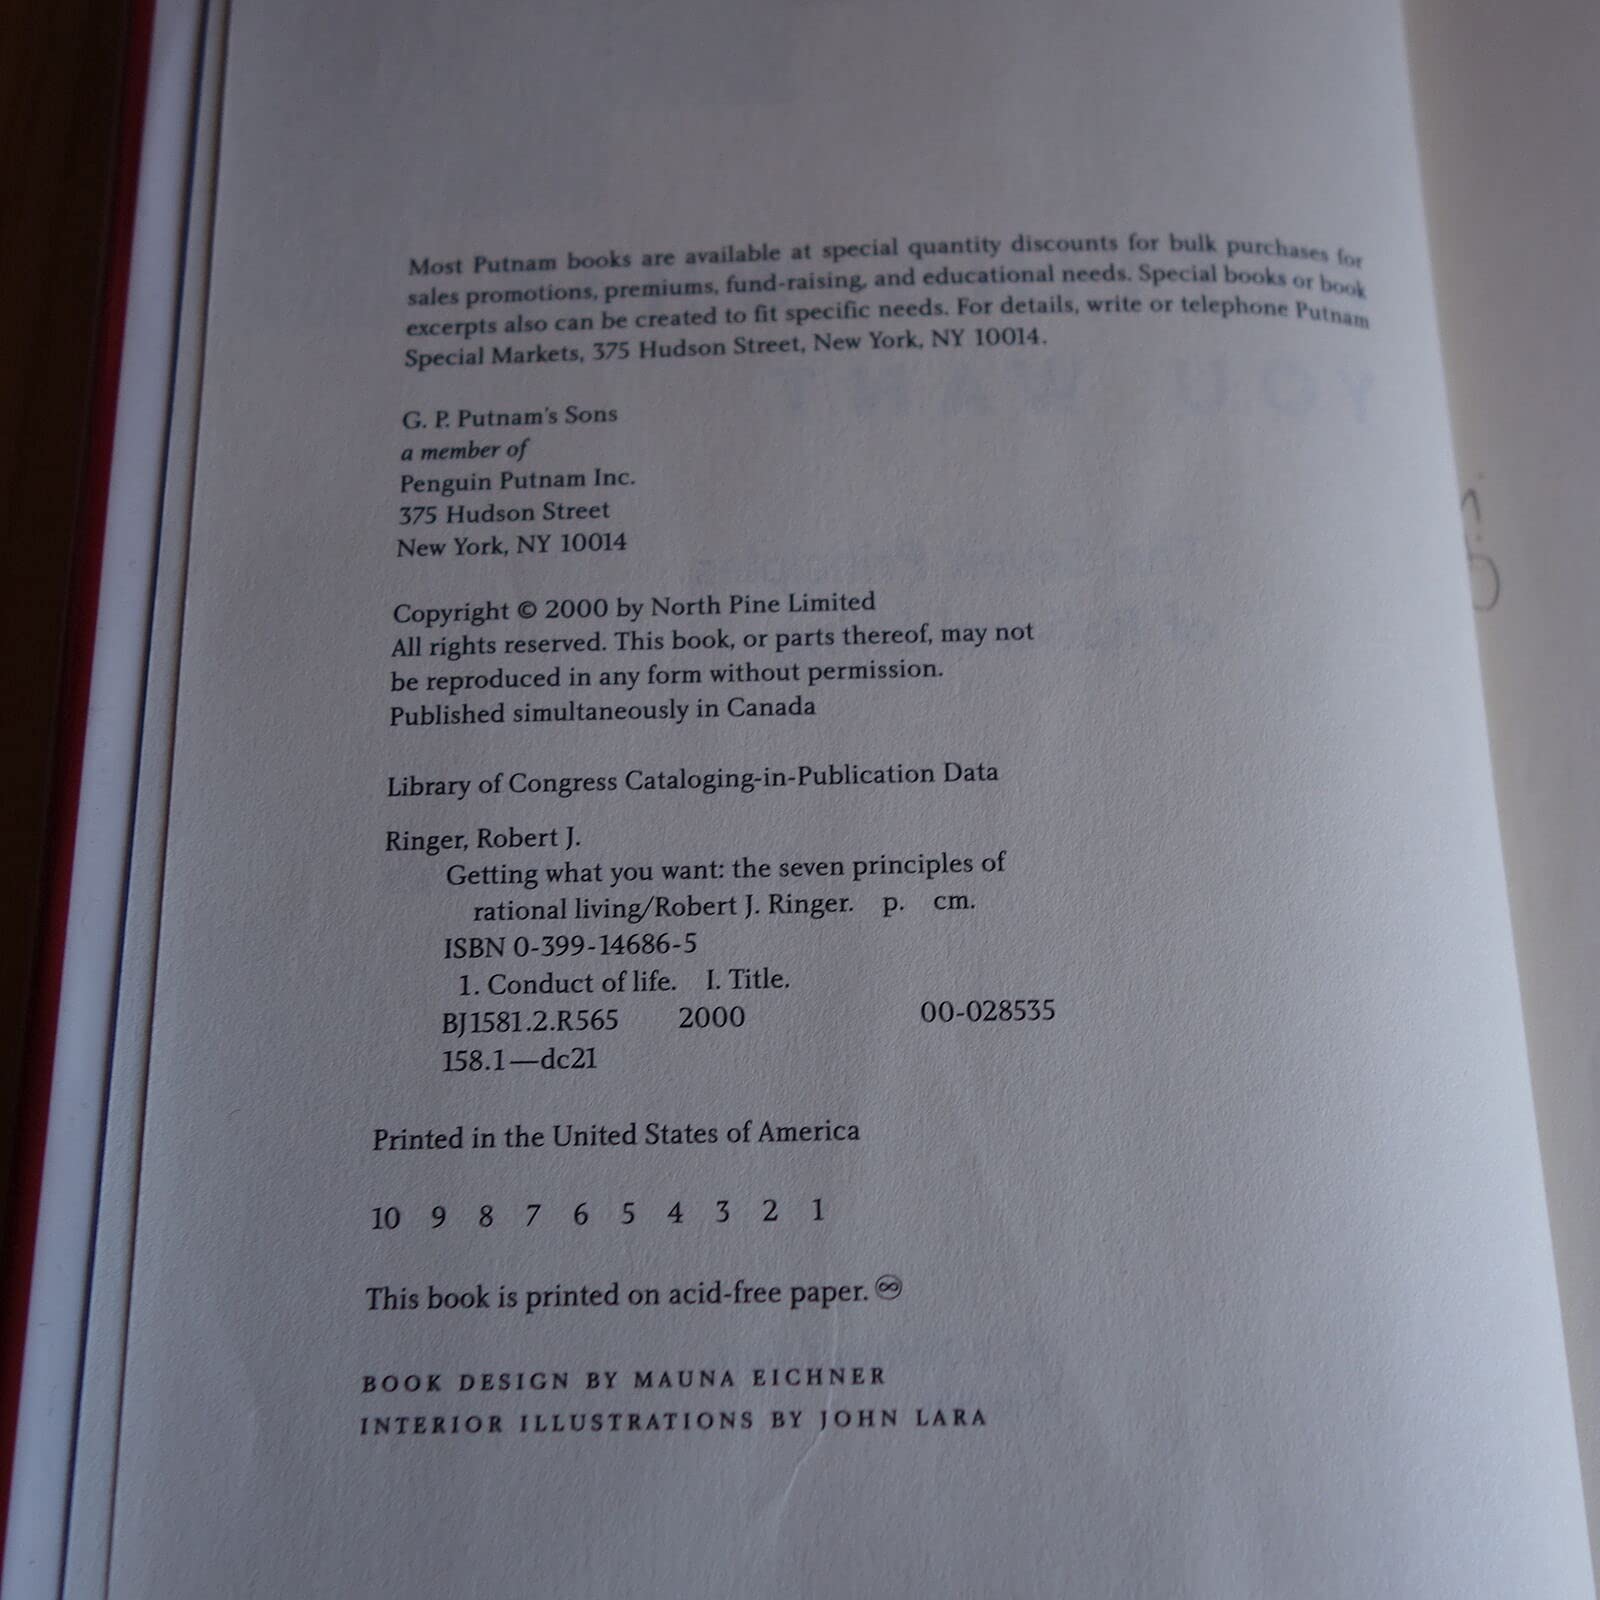 Most Putnam books are available at special quantity discounts for bulk purchases for
sales promotions, premiums, fund-raising, and educational needs. Special books or book
excerpts also can be created to fit specific needs. For details, write or telephone Putnam
Special Markets, 375 Hudson Street, New York, NY 10014.
G. P. Putnam's Sons
a member of
Penguin Putnam Inc.
375 Hudson Street
New York, NY 10014
Copyright © 2000 by North Pine Limited
All rights reserved. This book, or parts thereof, may not
be reproduced in any form without permission.
Published simultaneously in Canada
Library of Congress Cataloging-in-Publication Data
Ringer, Robert J.
Getting what you want: the seven principles of
rational living/Robert J. Ringer. p. cm.
ISBN 0-399-14686-5
1. Conduct of life. I. Title.
BJ1581.2.R565 2000 00-028535
158.1—dc21
Printed in the United States of America
10 9 8 7 6 5 4 3 2 1
This book is printed on acid-free paper. ♾
BOOK DESIGN BY MAUNA EICHNER
INTERIOR ILLUSTRATIONS BY JOHN LARA